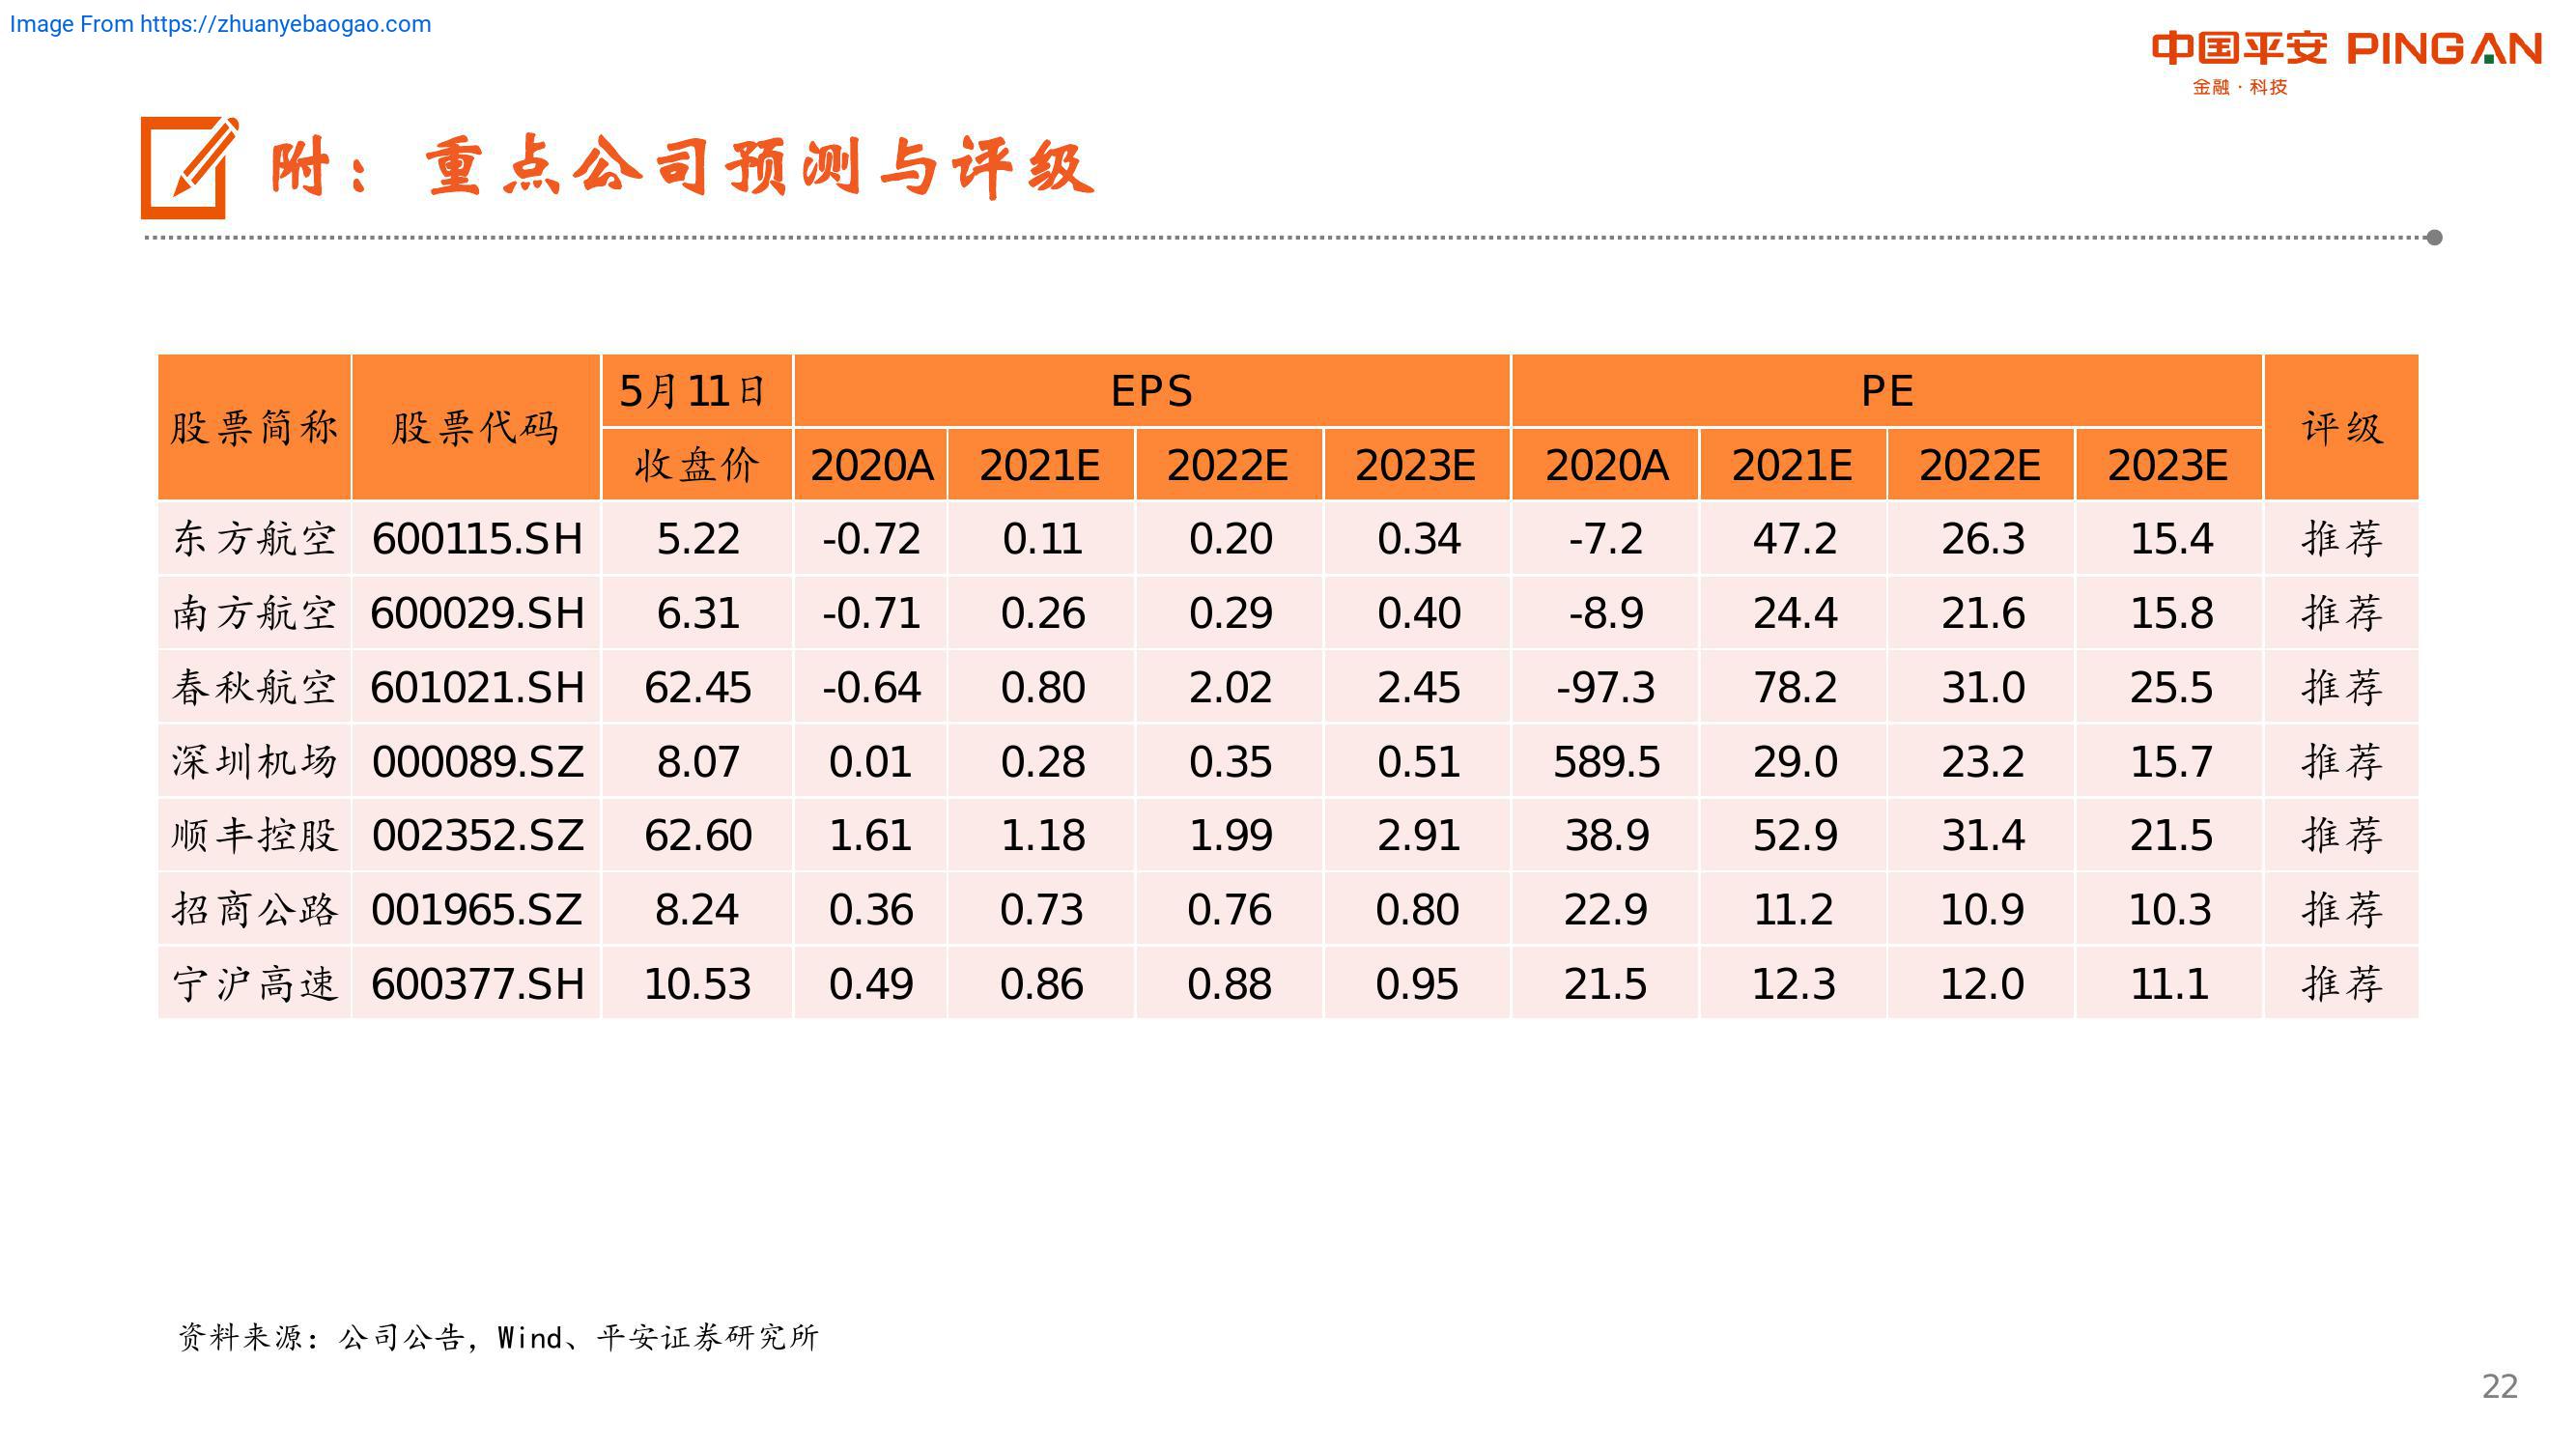 Image From https://zhuanyebaogao.com
中国平安 PINGAN
金融·科技
附：重点公司预测与评级
股票简称 股票代码 5月11日 EPS PE 评级
收盘价 2020A 2021E 2022E 2023E 2020A 2021E 2022E 2023E
东方航空 600115.SH 5.22 -0.72 0.11 0.20 0.34 -7.2 47.2 26.3 15.4 推荐
南方航空 600029.SH 6.31 -0.71 0.26 0.29 0.40 -8.9 24.4 21.6 15.8 推荐
春秋航空 601021.SH 62.45 -0.64 0.80 2.02 2.45 -97.3 78.2 31.0 25.5 推荐
深圳机场 000089.SZ 8.07 0.01 0.28 0.35 0.51 589.5 29.0 23.2 15.7 推荐
顺丰控股 002352.SZ 62.60 1.61 1.18 1.99 2.91 38.9 52.9 31.4 21.5 推荐
招商公路 001965.SZ 8.24 0.36 0.73 0.76 0.80 22.9 11.2 10.9 10.3 推荐
宁沪高速 600377.SH 10.53 0.49 0.86 0.88 0.95 21.5 12.3 12.0 11.1 推荐
资料来源：公司公告，Wind、平安证券研究所
22